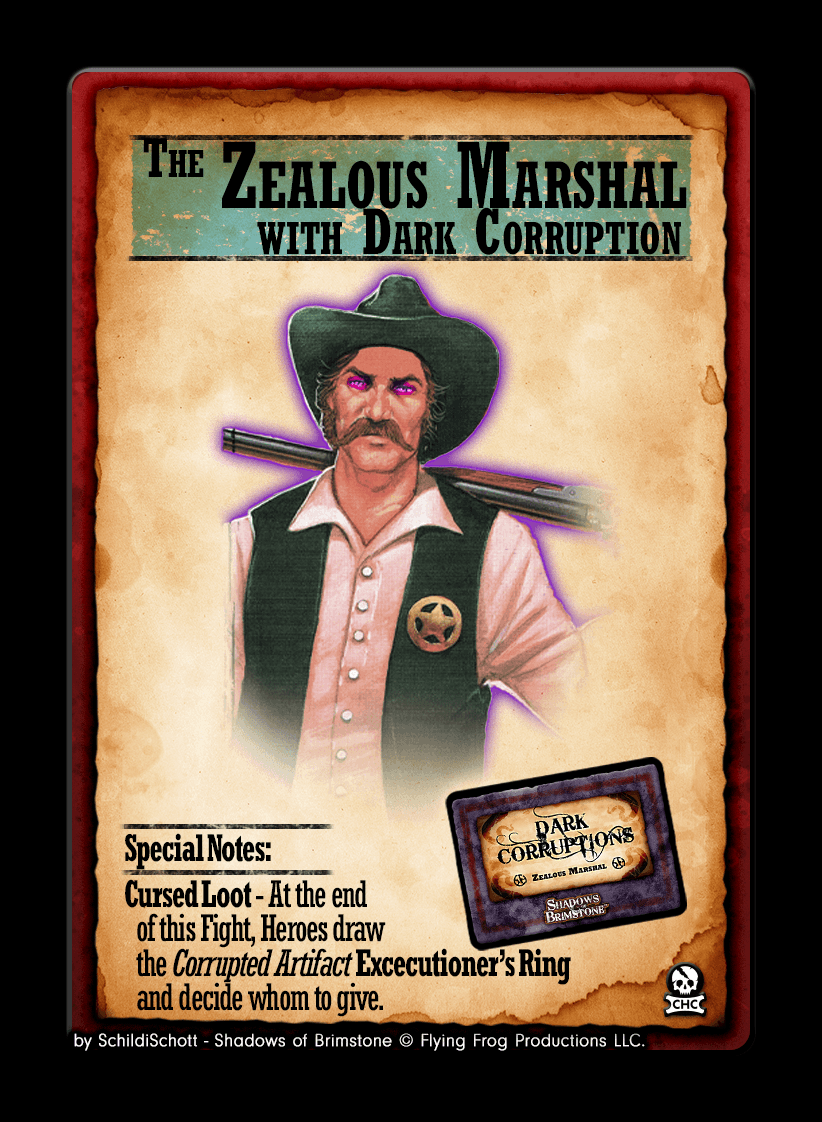 The Zealous Marshal
with Dark Corruption
Dark
Corruptions
Zealous Marshal
Shadows
of
Brimstone
Special Notes:
Cursed Loot - At the end
of this Fight, Heroes draw
the Corrupted Artifact Excecutioner's Ring
and decide whom to give.
CHC
by SchildiSchott - Shadows of Brimstone © Flying Frog Productions LLC.